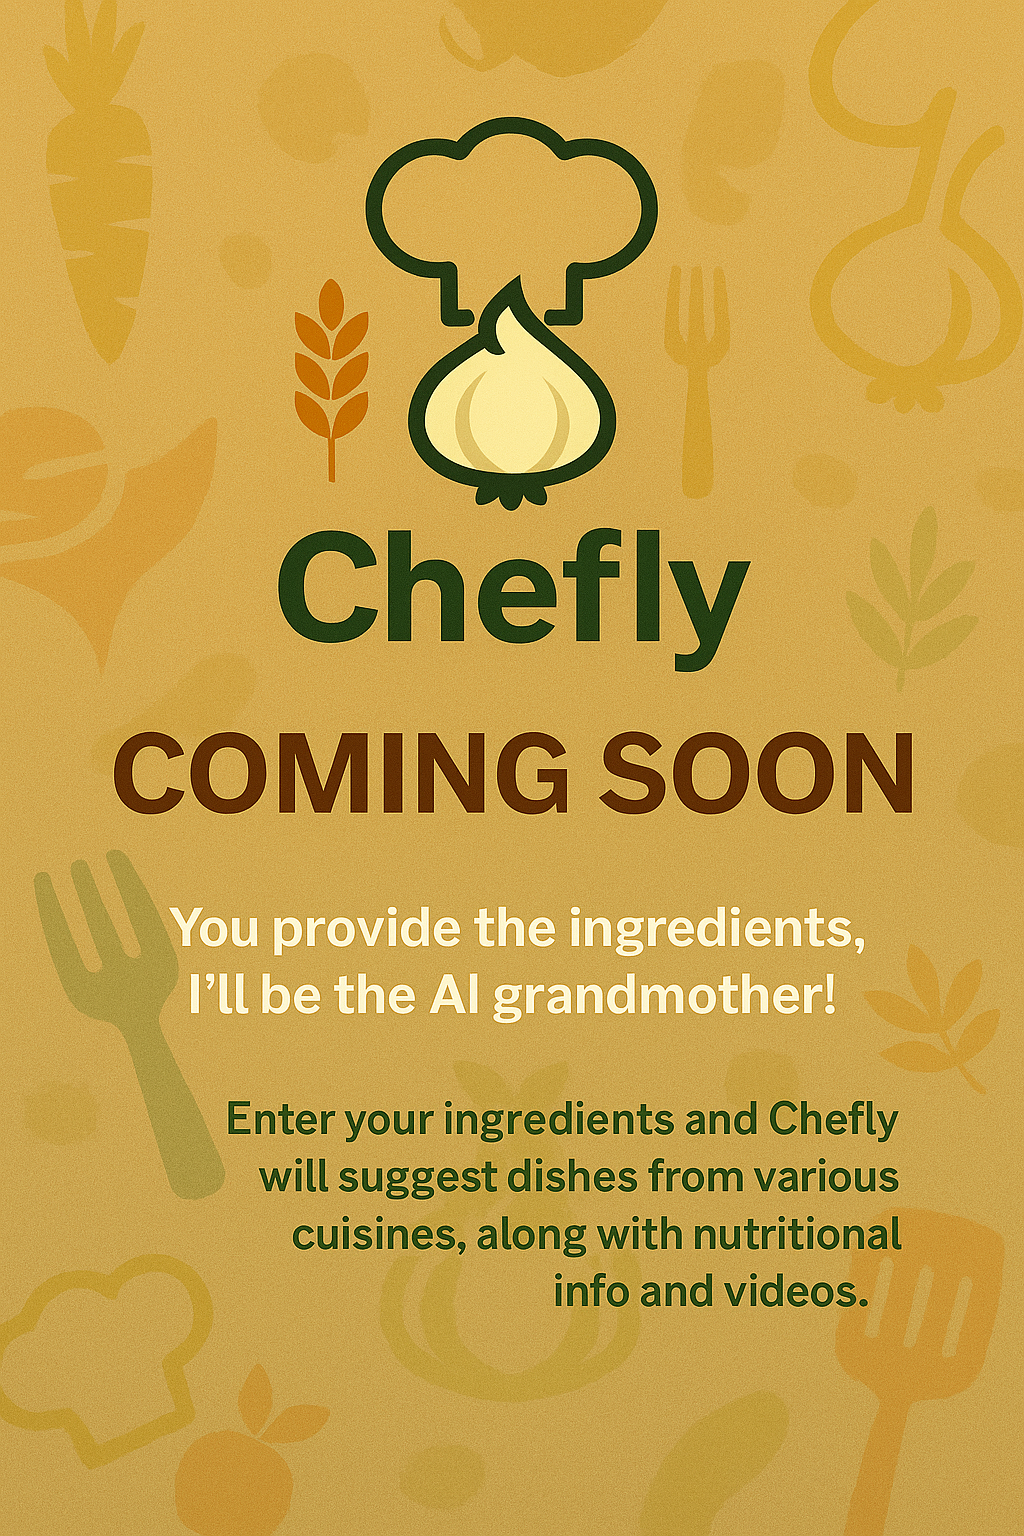 Chefly
COMING SOON
You provide the ingredients,
I’ll be the AI grandmother!
Enter your ingredients and Chefly
will suggest dishes from various
cuisines, along with nutritional
info and videos.